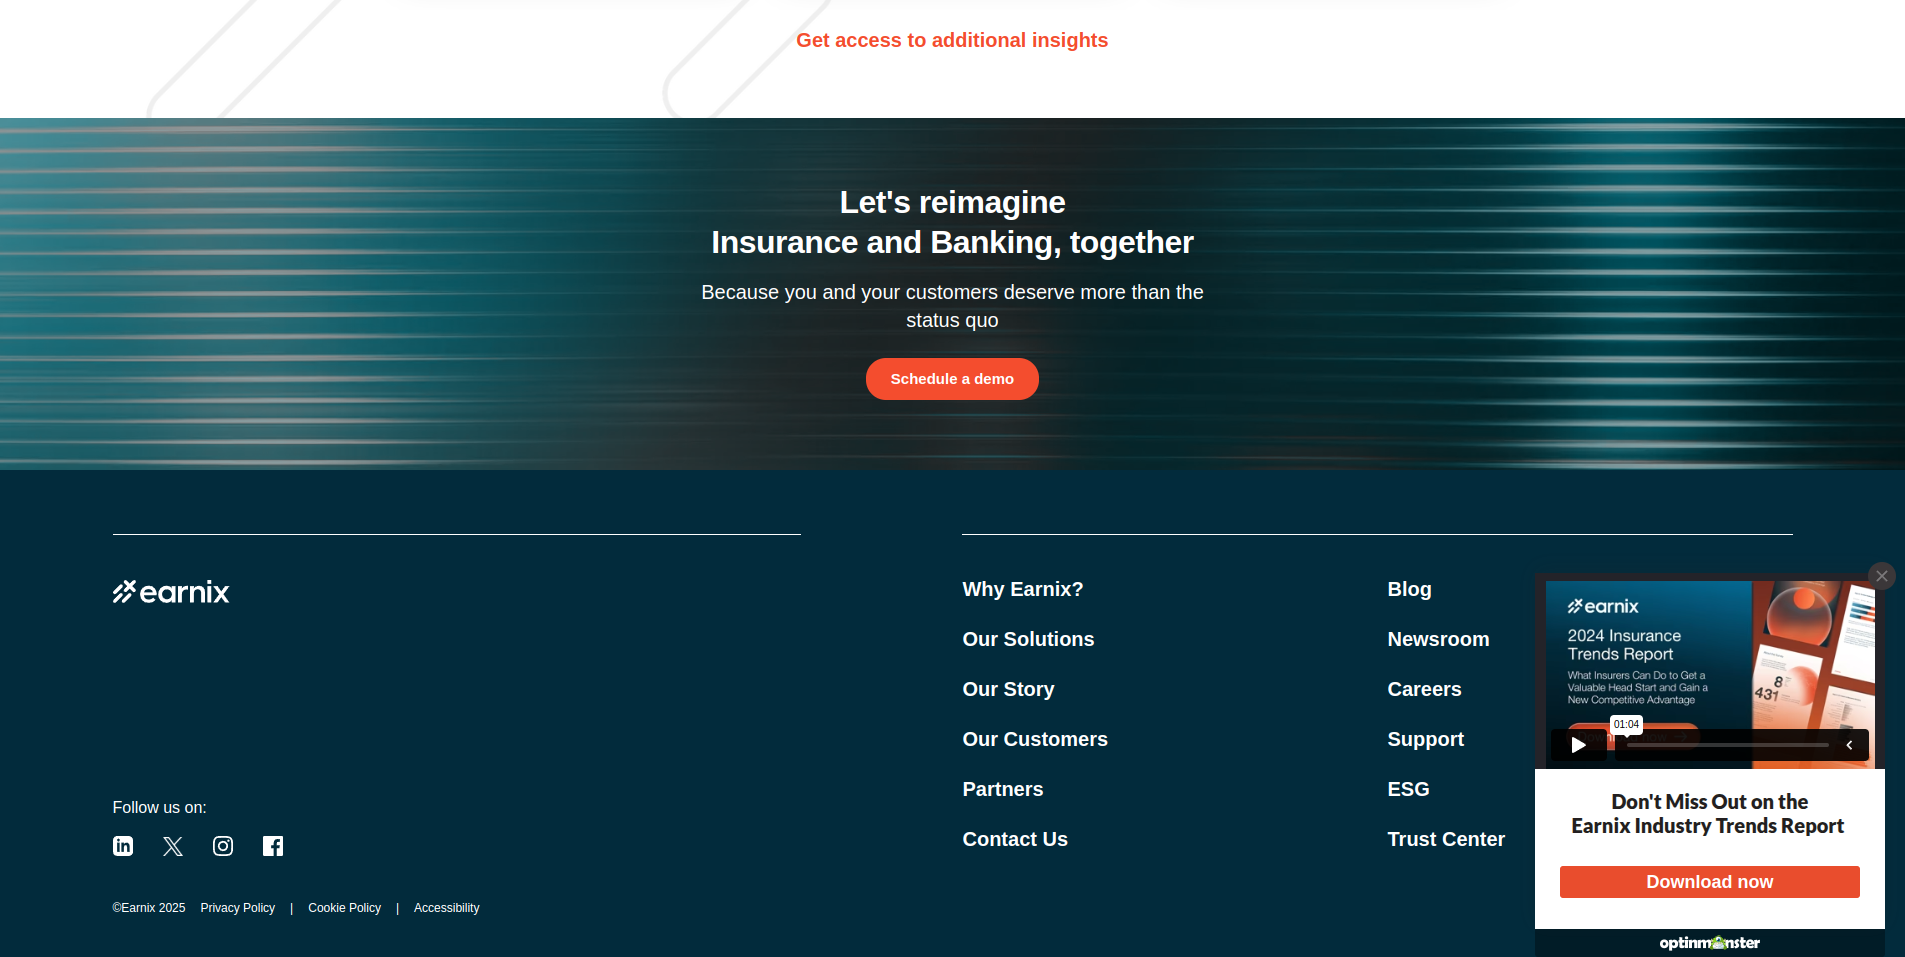 Get access to additional insights
Let's reimagine
Insurance and Banking, together
Because you and your customers deserve more than the
status quo
Schedule a demo
earnix
Follow us on:
©Earnix 2025 Privacy Policy | Cookie Policy | Accessibility
Why Earnix?
Our Solutions
Our Story
Our Customers
Partners
Contact Us
Blog
Newsroom
Careers
Support
ESG
Trust Center
earnix
2024 Insurance
Trends Report
What Insurers Can Do to Get a
Valuable Head Start and Gain a
New Competitive Advantage
8
431
01:04
Don't Miss Out on the
Earnix Industry Trends Report
Download now
optinmonster